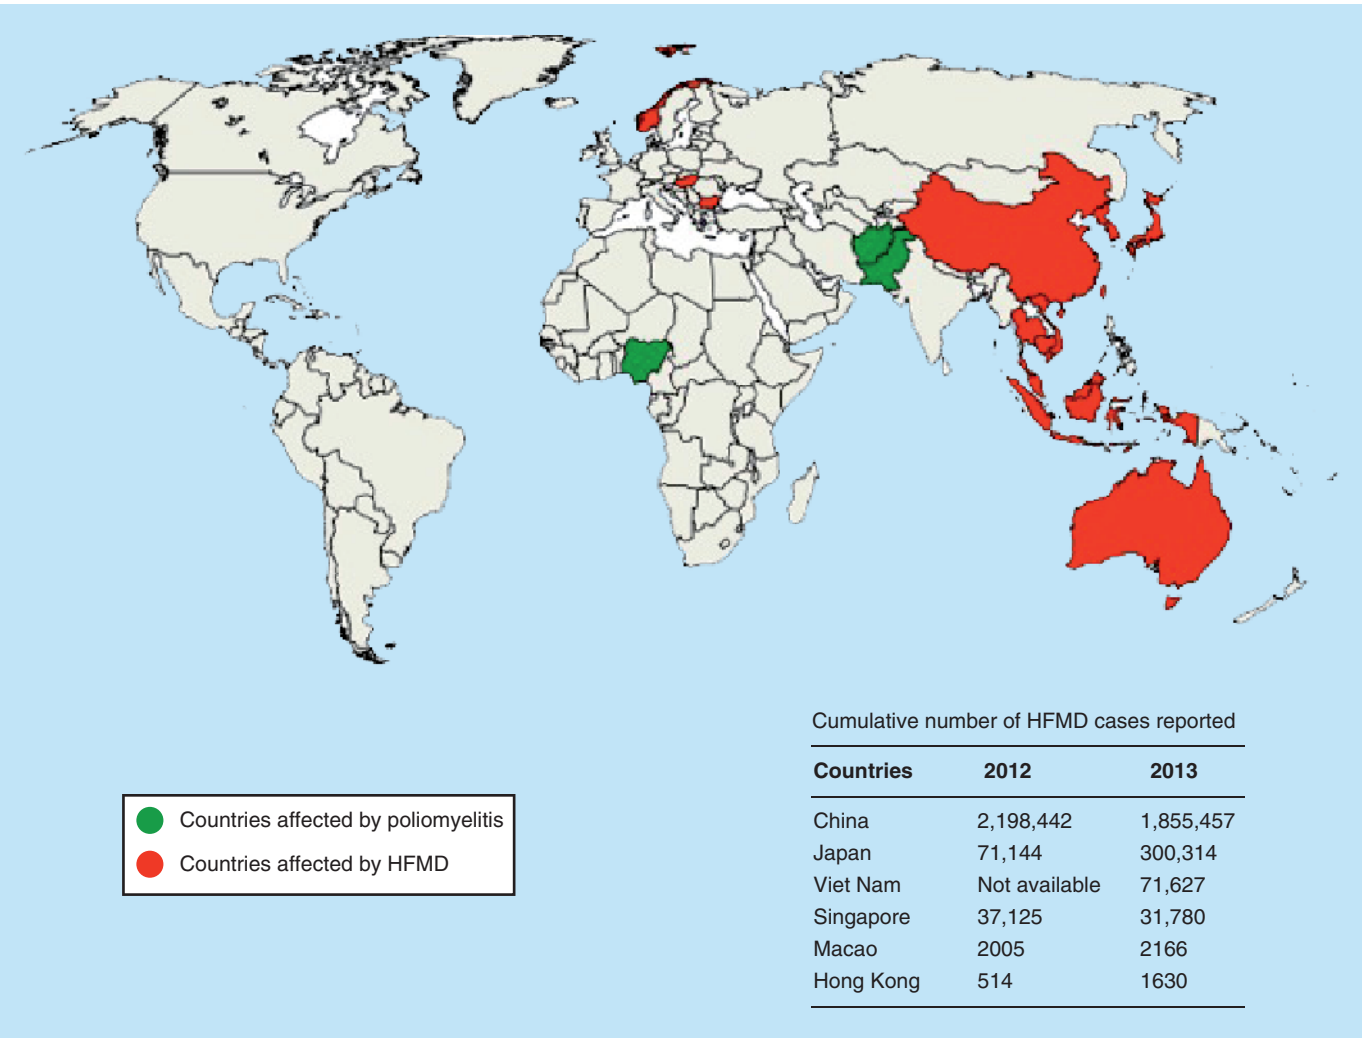 Cumulative number of HFMD cases reported
Countries 2012 2013
China 2,198,442 1,855,457
Japan 71,144 300,314
Viet Nam Not available 71,627
Singapore 37,125 31,780
Macao 2005 2166
Hong Kong 514 1630
Countries affected by poliomyelitis
Countries affected by HFMD